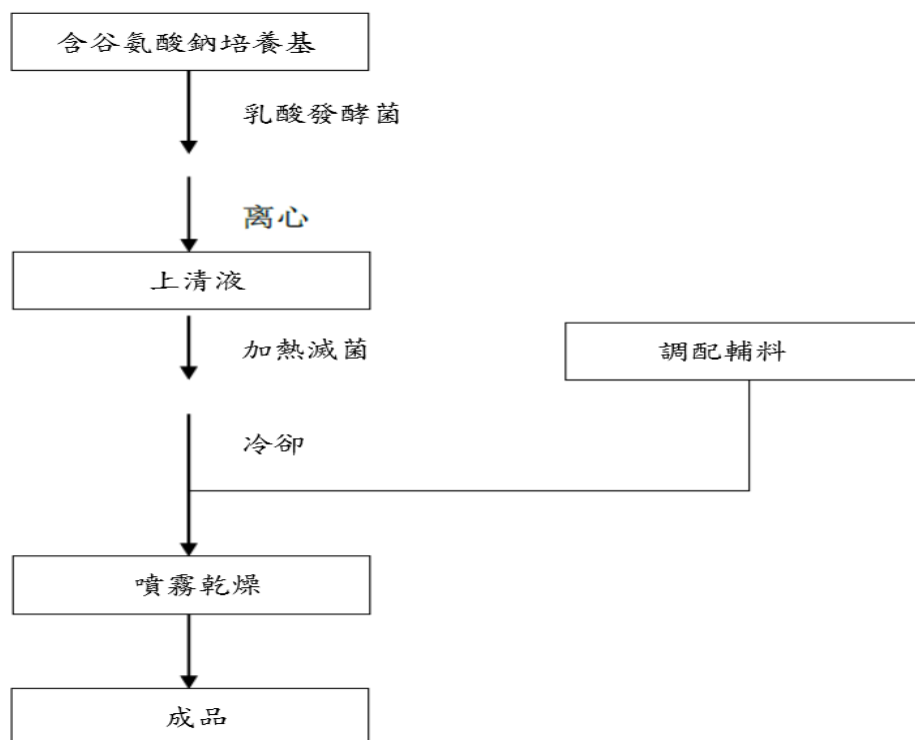 含谷氨酸鈉培養基
乳酸發酵菌
离心
上清液
加熱滅菌
調配輔料
冷卻
噴霧乾燥
成品